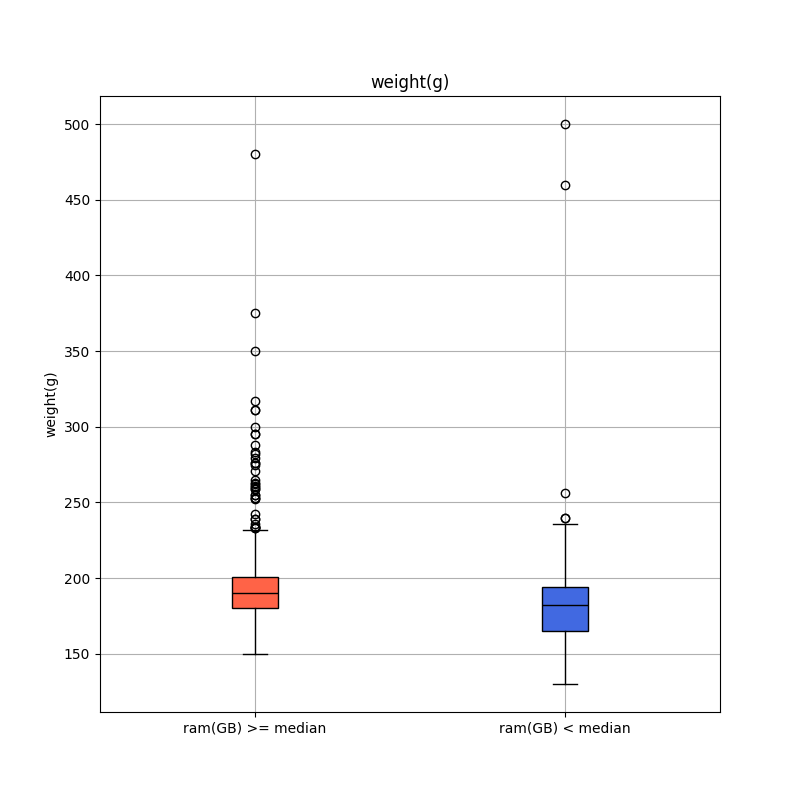 weight(g)
500
450
400
350
300
250
200
150
weight(g)
ram(GB) >= median
ram(GB) < median